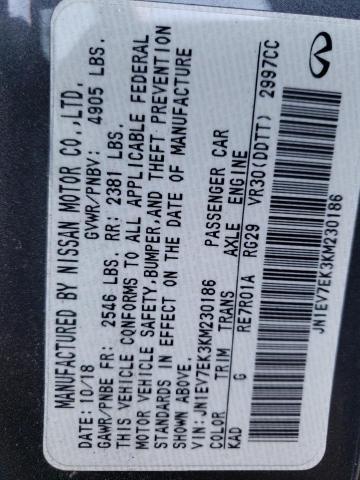 MANUFACTURED BY NISSAN MOTOR CO.,LTD.
DATE:10/18 GVWR/PNBV: 4905 LBS.
GAWR/PNBE FR: 2546 LBS. RR: 2381 LBS.
THIS VEHICLE CONFORMS TO ALL APPLICABLE FEDERAL
MOTOR VEHICLE SAFETY,BUMPER,AND THEFT PREVENTION
STANDARDS IN EFFECT ON THE DATE OF MANUFACTURE
SHOWN ABOVE.
VIN:JN1EV7EK3KM230186 PASSENGER CAR
COLOR TRIM TRANS AXLE ENGINE
KAD G RE7R01A RG29 VR30(DDTT) 2997CC
JN1EV7EK3KM230186